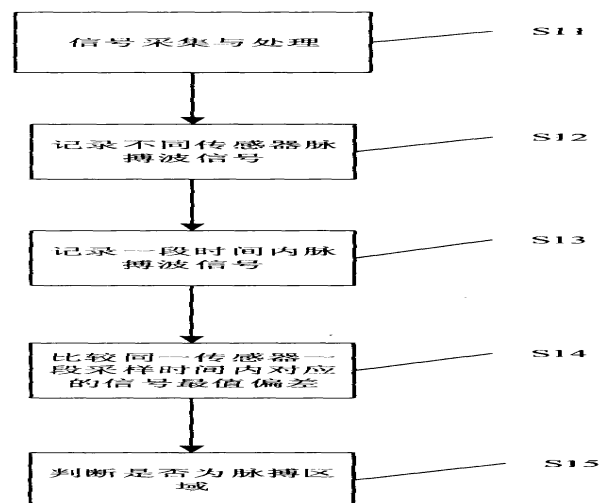 信号采集与处理
S11
记录不同传感器脉
搏波信号
S12
记录一段时间内脉
搏波信号
S13
比较同一传感器一
段采样时间内对应
的信号最值偏差
S14
判断是否为脉搏区
域
S15